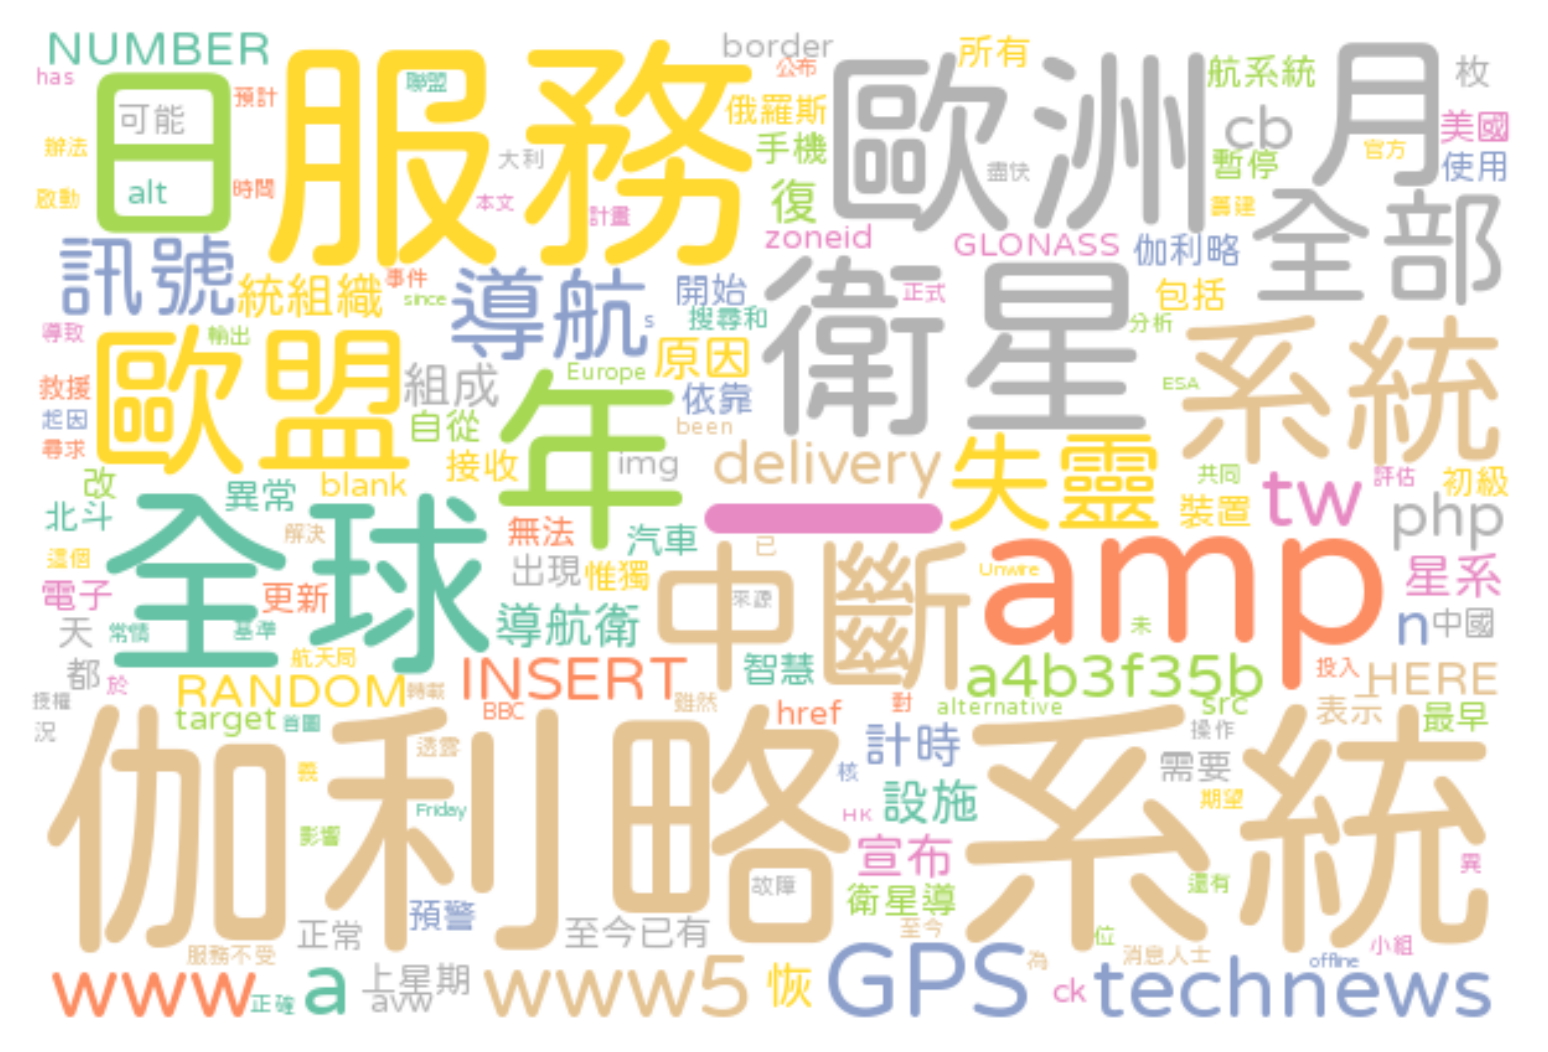 NUMBER
border
所有
has
公布
聯盟
航系統
枚
日
服務
歐洲
月
預計
可能
俄羅斯
cb
美國
辦法
手機
官方
大利
盡快
暫停
使用
alt
時間
啟動
本文
計畫
復
籌建
全部
zoneid
GLONASS
伽利略
訊號
統組織
事件
since
導航
s
開始
正式
包括
搜尋和
衛星
分析
系統
導致
輸出
歐盟
原因
Europe
救援
組成
依靠
ESA
起因
自從
been
年
尋求
接收
img
delivery
失靈
共同
評估
初級
改
異常
blank
tw
裝置
php
北斗
解決
無法
汽車
一
已
全球
這個
出現
惟獨
中斷
Unwire
amp
星系
電子
更新
來源
天
常情
基準
導航衛
未
n
中國
都
於
航天局
INSERT
智慧
a4b3f35b
投入
_HERE
授權
RANDOM
轉載
雖然
對
src
況
target
首圖
BBC
href
alternative
表示
最早
透露
計時
操作
伽利略系統
義
核
需要
Friday
HK
設施
期望
影響
宣布
異
故障
還有
預警
衛星導
正常
至今已有
至今
位
小組
服務不受
消息人士
www
正確
a
上星期
avw
www5
恢
GPS
為
ck
technews
offline